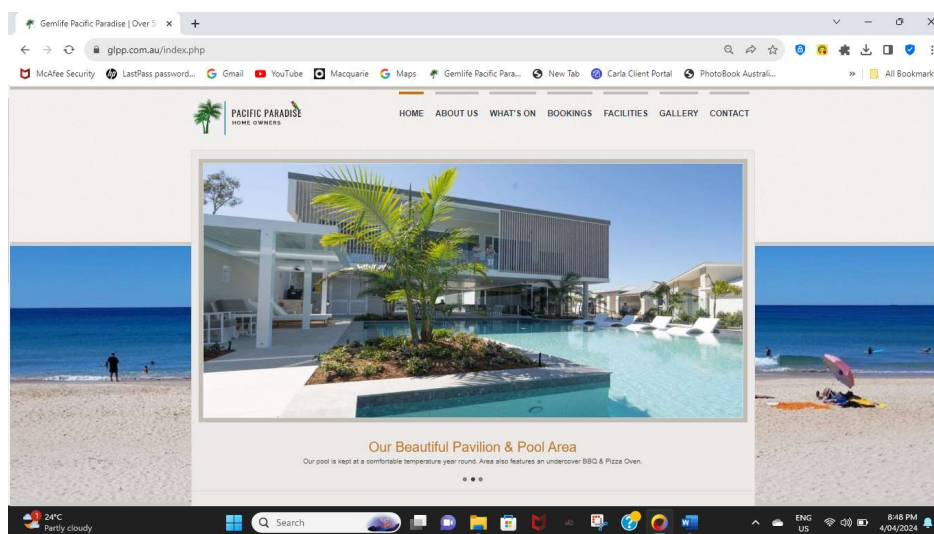 Gemlife Pacific Paradise | Over 5
glpp.com.au/index.php
McAfee Security LastPass password... Gmail YouTube Macquarie Maps Gemlife Pacific Para... New Tab Carla Client Portal PhotoBook Australi... » All Bookmark
PACIFIC PARADISE
HOME OWNERS
HOME ABOUT US WHAT'S ON BOOKINGS FACILITIES GALLERY CONTACT
Our Beautiful Pavilion & Pool Area
Our pool is kept at a comfortable temperature year round. Area also features an undercover BBQ & Pizza Oven.
1
24°C
Partly cloudy
Search
ENG
US
8:48 PM
4/04/2024